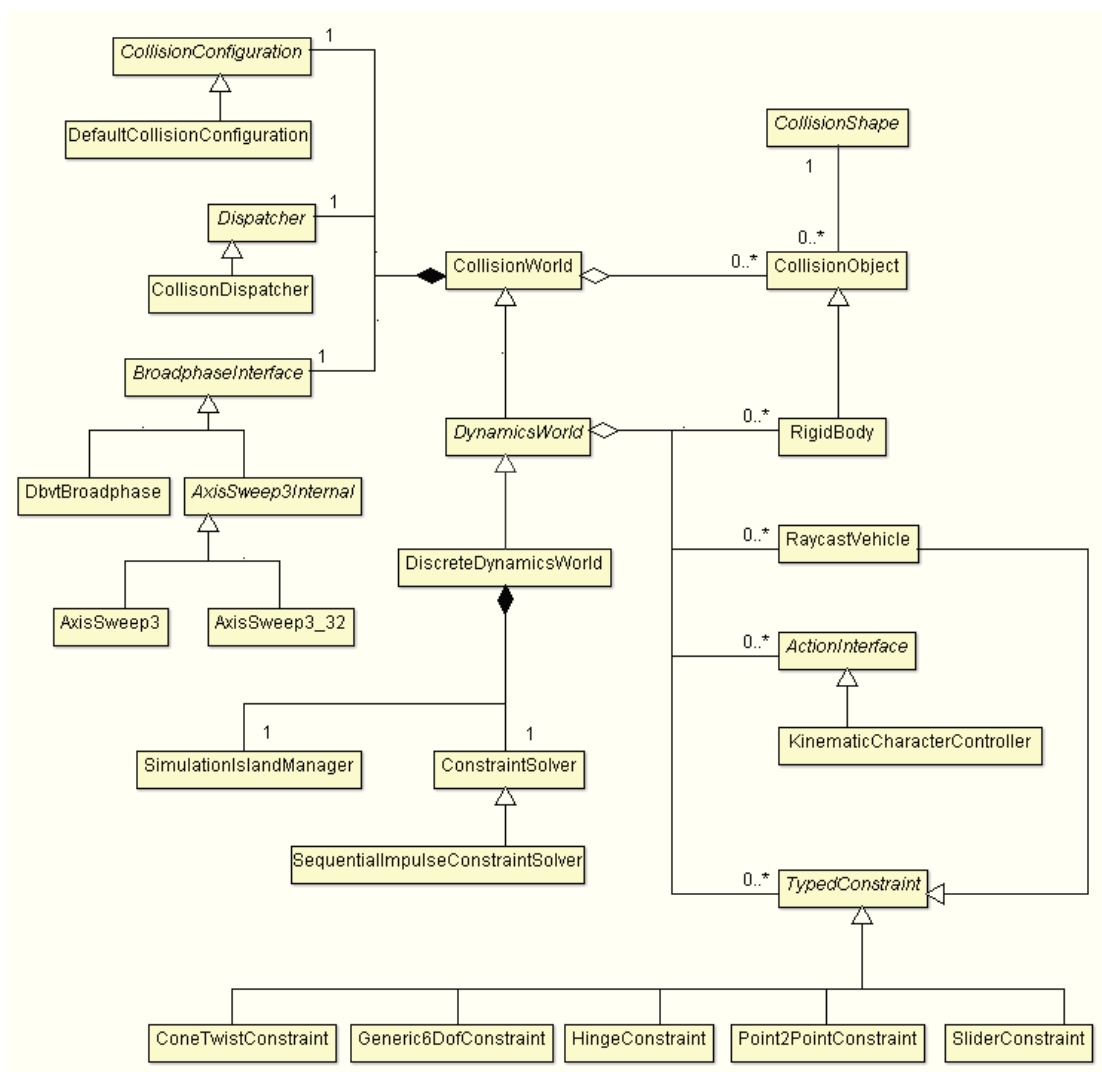 1
CollisionConfiguration
DefaultCollisionConfiguration
CollisionShape
1
1
Dispatcher
0..*
CollisonDispatcher
CollisionWorld
0..*
CollisionObject
1
BroadphaseInterface
DynamicsWorld
0..*
RigidBody
DbvtBroadphase
AxisSweep3Internal
0..*
RaycastVehicle
DiscreteDynamicsWorld
AxisSweep3
AxisSweep3_32
0..*
ActionInterface
1
1
KinematicCharacterController
SimulationIslandManager
ConstraintSolver
SequentialImpulseConstraintSolver
0..*
TypedConstraint
ConeTwistConstraint
Generic6DofConstraint
HingeConstraint
Point2PointConstraint
SliderConstraint